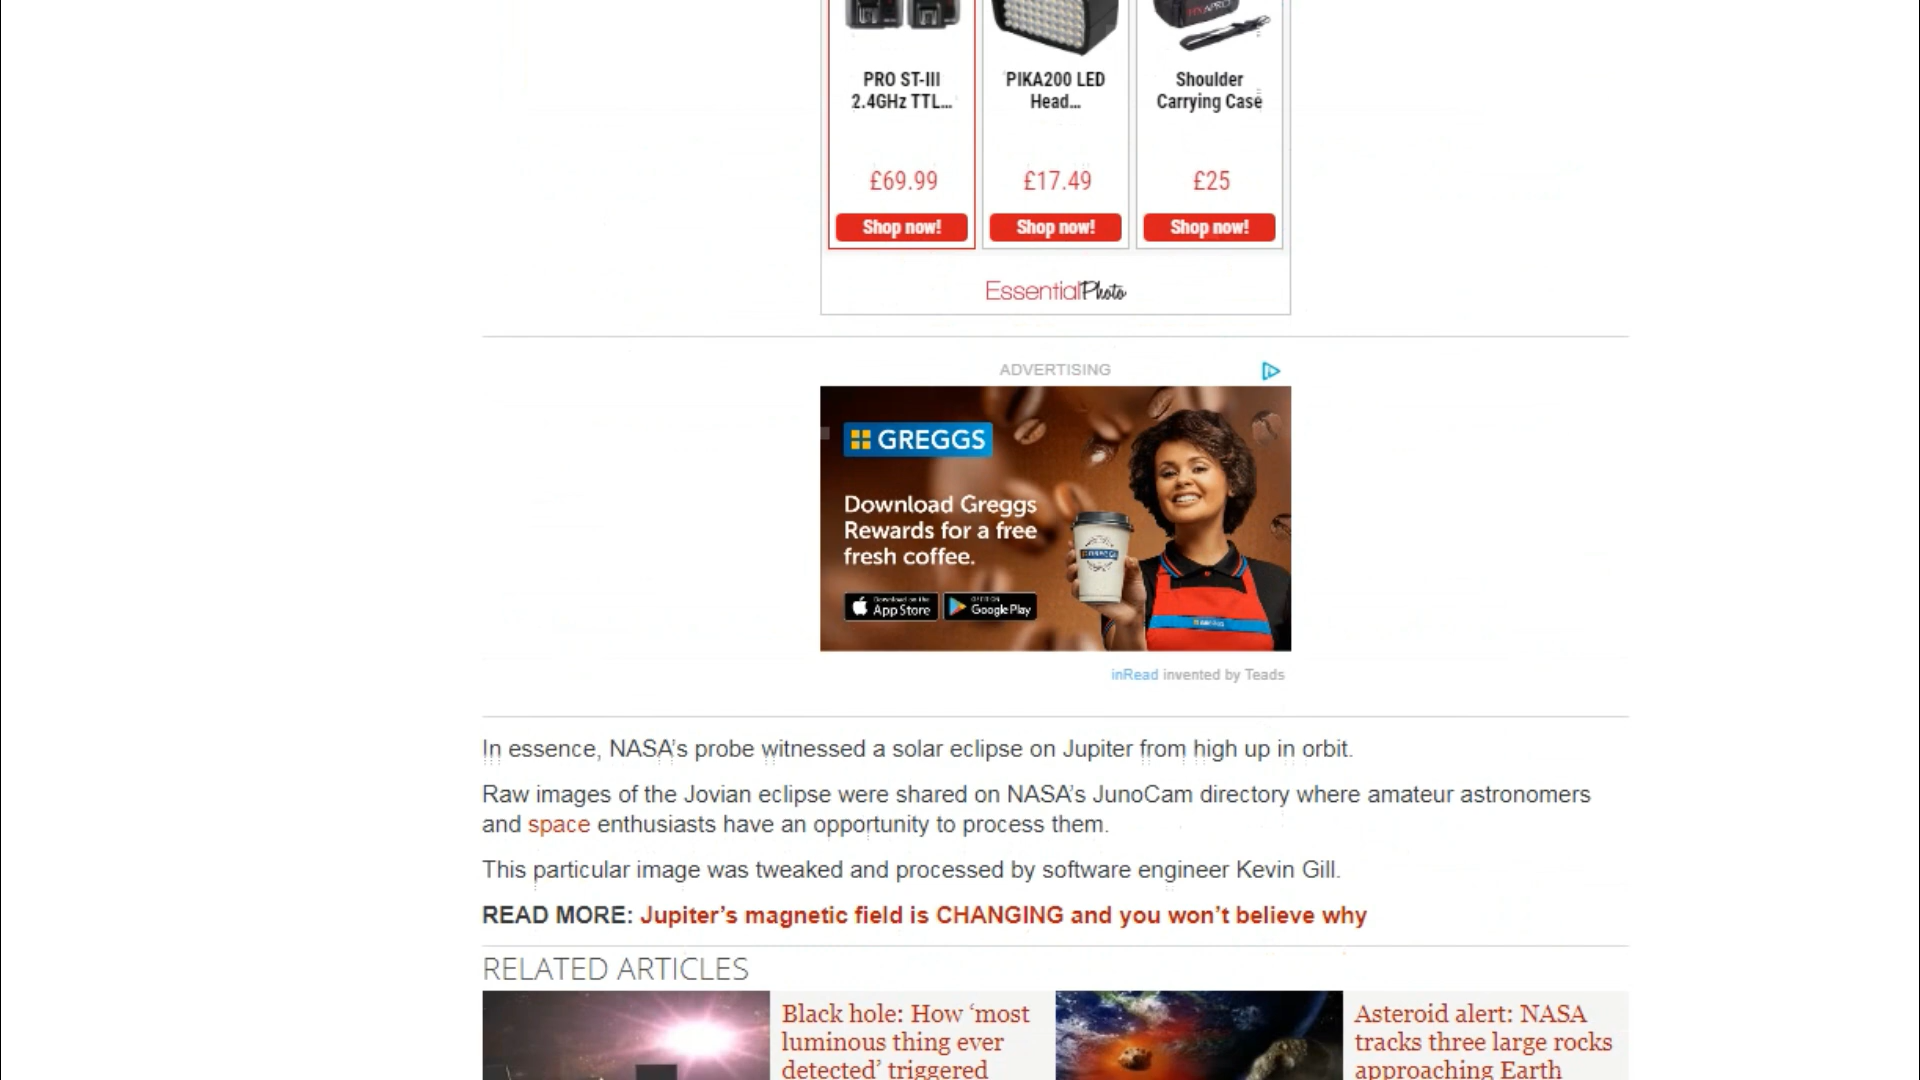 PRO ST-III
2.4GHz TTL...
£69.99
Shop now!
PIKA200 LED
Head...
£17.49
Shop now!
Shoulder
Carrying Case
£25
Shop now!
EssentialPhoto
ADVERTISING
GREGGS
Download Greggs
Rewards for a free
fresh coffee.
Download on the
App Store
GET IT ON
Google Play
inRead invented by Teads
In essence, NASA’s probe witnessed a solar eclipse on Jupiter from high up in orbit.
Raw images of the Jovian eclipse were shared on NASA’s JunoCam directory where amateur astronomers
and space enthusiasts have an opportunity to process them.
This particular image was tweaked and processed by software engineer Kevin Gill.
READ MORE: Jupiter’s magnetic field is CHANGING and you won’t believe why
RELATED ARTICLES
Black hole: How ‘most
luminous thing ever
detected’ triggered
Asteroid alert: NASA
tracks three large rocks
approaching Earth